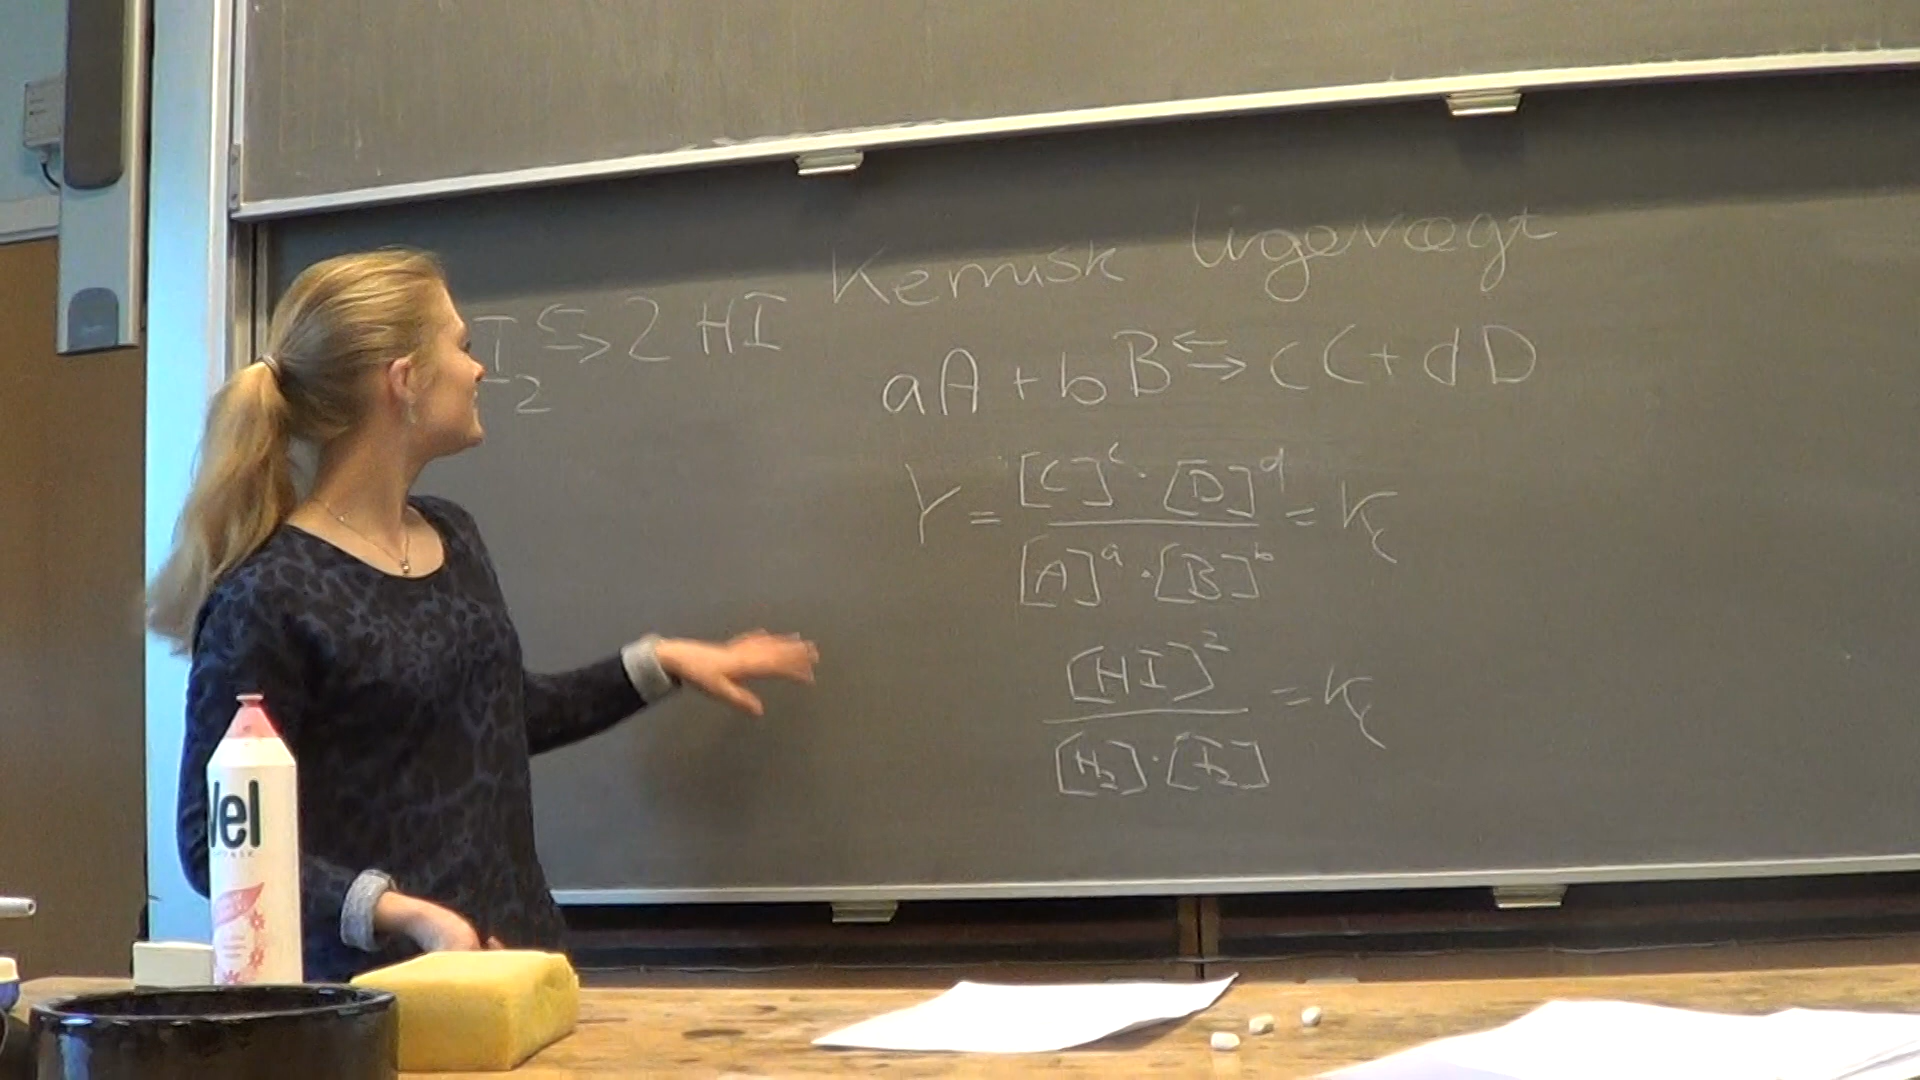 Kemisk ligevægt
I₂ ⇆ 2 HI
aA + bB ⇆ cC + dD
Y = [C]ᶜ · [D]ᵈ / [A]ᵃ · [B]ᵇ = Kc
[HI]² / [H₂] · [I₂] = Kc
Vel